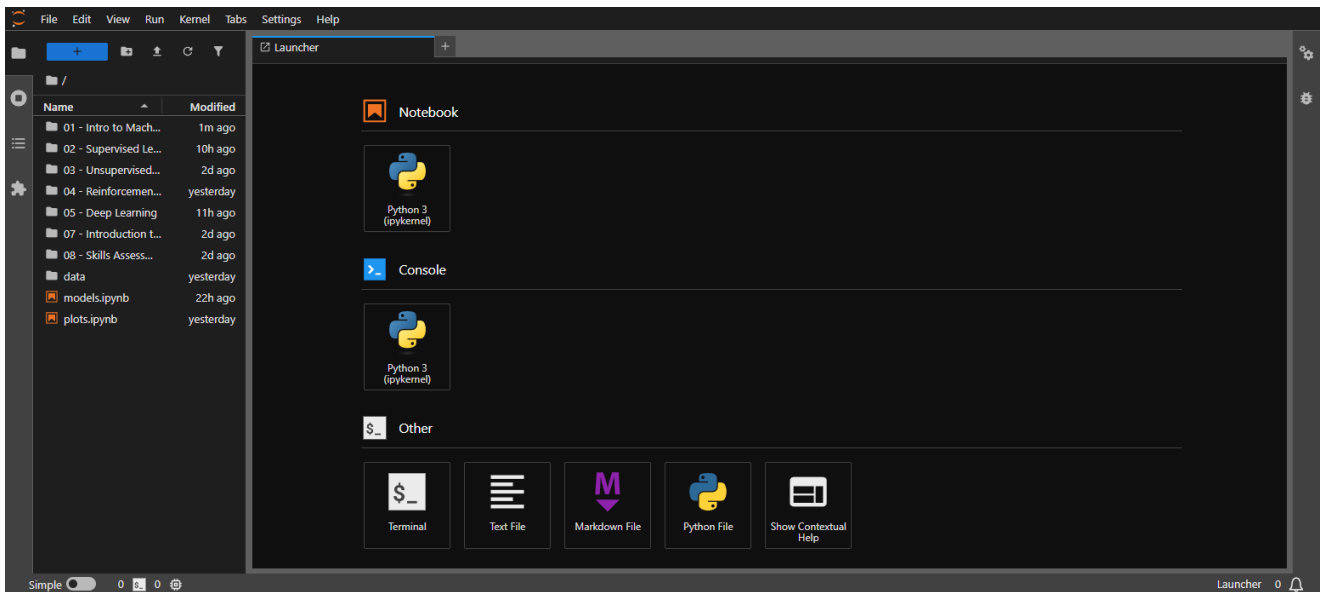 File Edit View Run Kernel Tabs Settings Help
+
/
Name Modified
01 - Intro to Mach... 1m ago
02 - Supervised Le... 10h ago
03 - Unsupervised... 2d ago
04 - Reinforcemen... yesterday
05 - Deep Learning 11h ago
07 - Introduction t... 2d ago
08 - Skills Assess... 2d ago
data yesterday
models.ipynb 22h ago
plots.ipynb yesterday
Launcher +
Notebook
Python 3
(ipykernel)
>_ Console
Python 3
(ipykernel)
$_ Other
$_
Terminal
Text File
M
Markdown File
Python File
Show Contextual
Help
Simple 0 $_ 0
Launcher 0